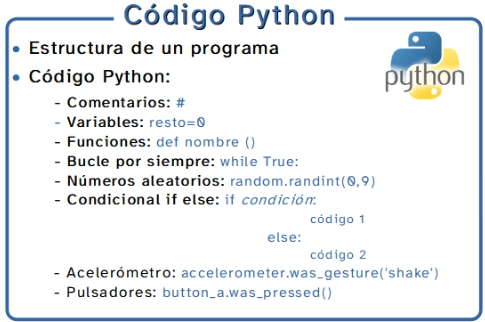 Código Python
• Estructura de un programa
• Código Python:
python
- Comentarios: #
- Variables: resto=0
- Funciones: def nombre ()
- Bucle por siempre: while True:
- Números aleatorios: random.randint(0,9)
- Condicional if else: if condición:
código 1
else:
código 2
- Acelerómetro: accelerometer.was_gesture('shake')
- Pulsadores: button_a.was_pressed()